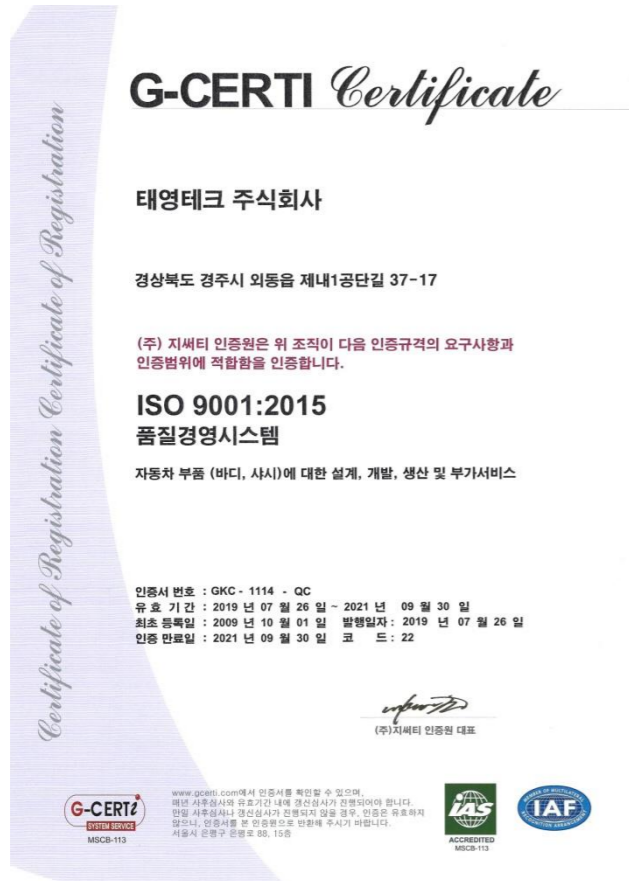 G-CERTI Certificate
Certificate of Registration Certificate of Registration
태영테크 주식회사
경상북도 경주시 외동읍 제내1공단길 37-17
(주) 지써티 인증원은 위 조직이 다음 인증규격의 요구사항과
인증범위에 적합함을 인증합니다.
ISO 9001:2015
품질경영시스템
자동차 부품 (바디, 샤시)에 대한 설계, 개발, 생산 및 부가서비스
인증서 번호 : GKC - 1114 - QC
유 효 기 간 : 2019 년 07 월 26 일 ~ 2021 년 09 월 30 일
최초 등록일 : 2009 년 10 월 01 일 발행일자 : 2019 년 07 월 26 일
인증 만료일 : 2021 년 09 월 30 일 코 드 : 22
(주)지써티 인증원 대표
G-CERTi
SYSTEM SERVICE
MSCB-113
www.gcerti.com에서 인증서를 확인할 수 있으며,
매년 사후심사와 유효기간 내에 갱신심사가 진행되어야 합니다.
만일 사후심사나 갱신심사가 진행되지 않을 경우, 인증은 유효하지
않으니, 인증서를 본 인증원으로 반환해 주시기 바랍니다.
서울시 은평구 은평로 88, 15층
ias
ACCREDITED
MSCB-113
MEMBER OF MULTILATERAL
IAF
RECOGNITION ARRANGEMENT